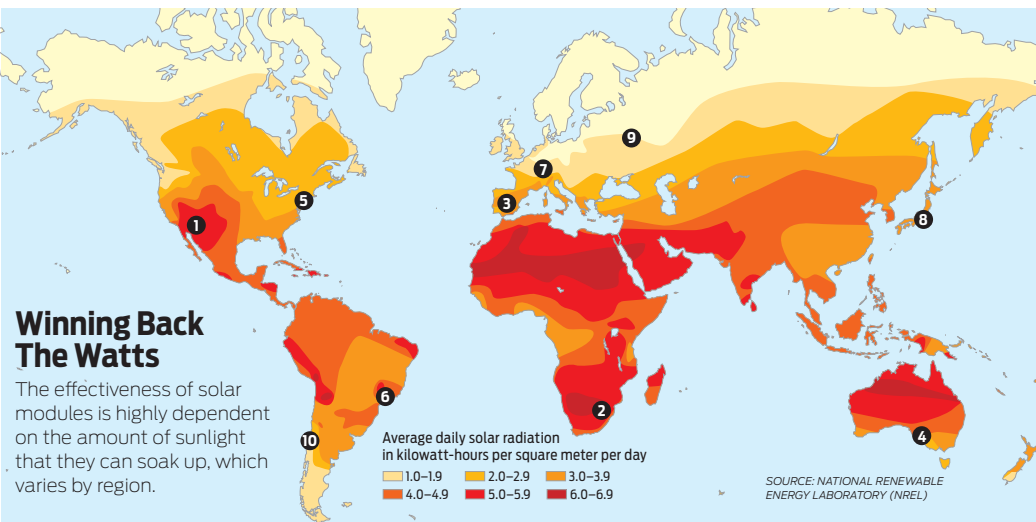 9
7
5
3
1
8
Winning Back
The Watts
The effectiveness of solar
modules is highly dependent
on the amount of sunlight
that they can soak up, which
varies by region.
6
2
10
4
Average daily solar radiation
in kilowatt-hours per square meter per day
1.0–1.9 2.0–2.9 3.0–3.9
4.0–4.9 5.0–5.9 6.0–6.9
SOURCE: NATIONAL RENEWABLE
ENERGY LABORATORY (NREL)